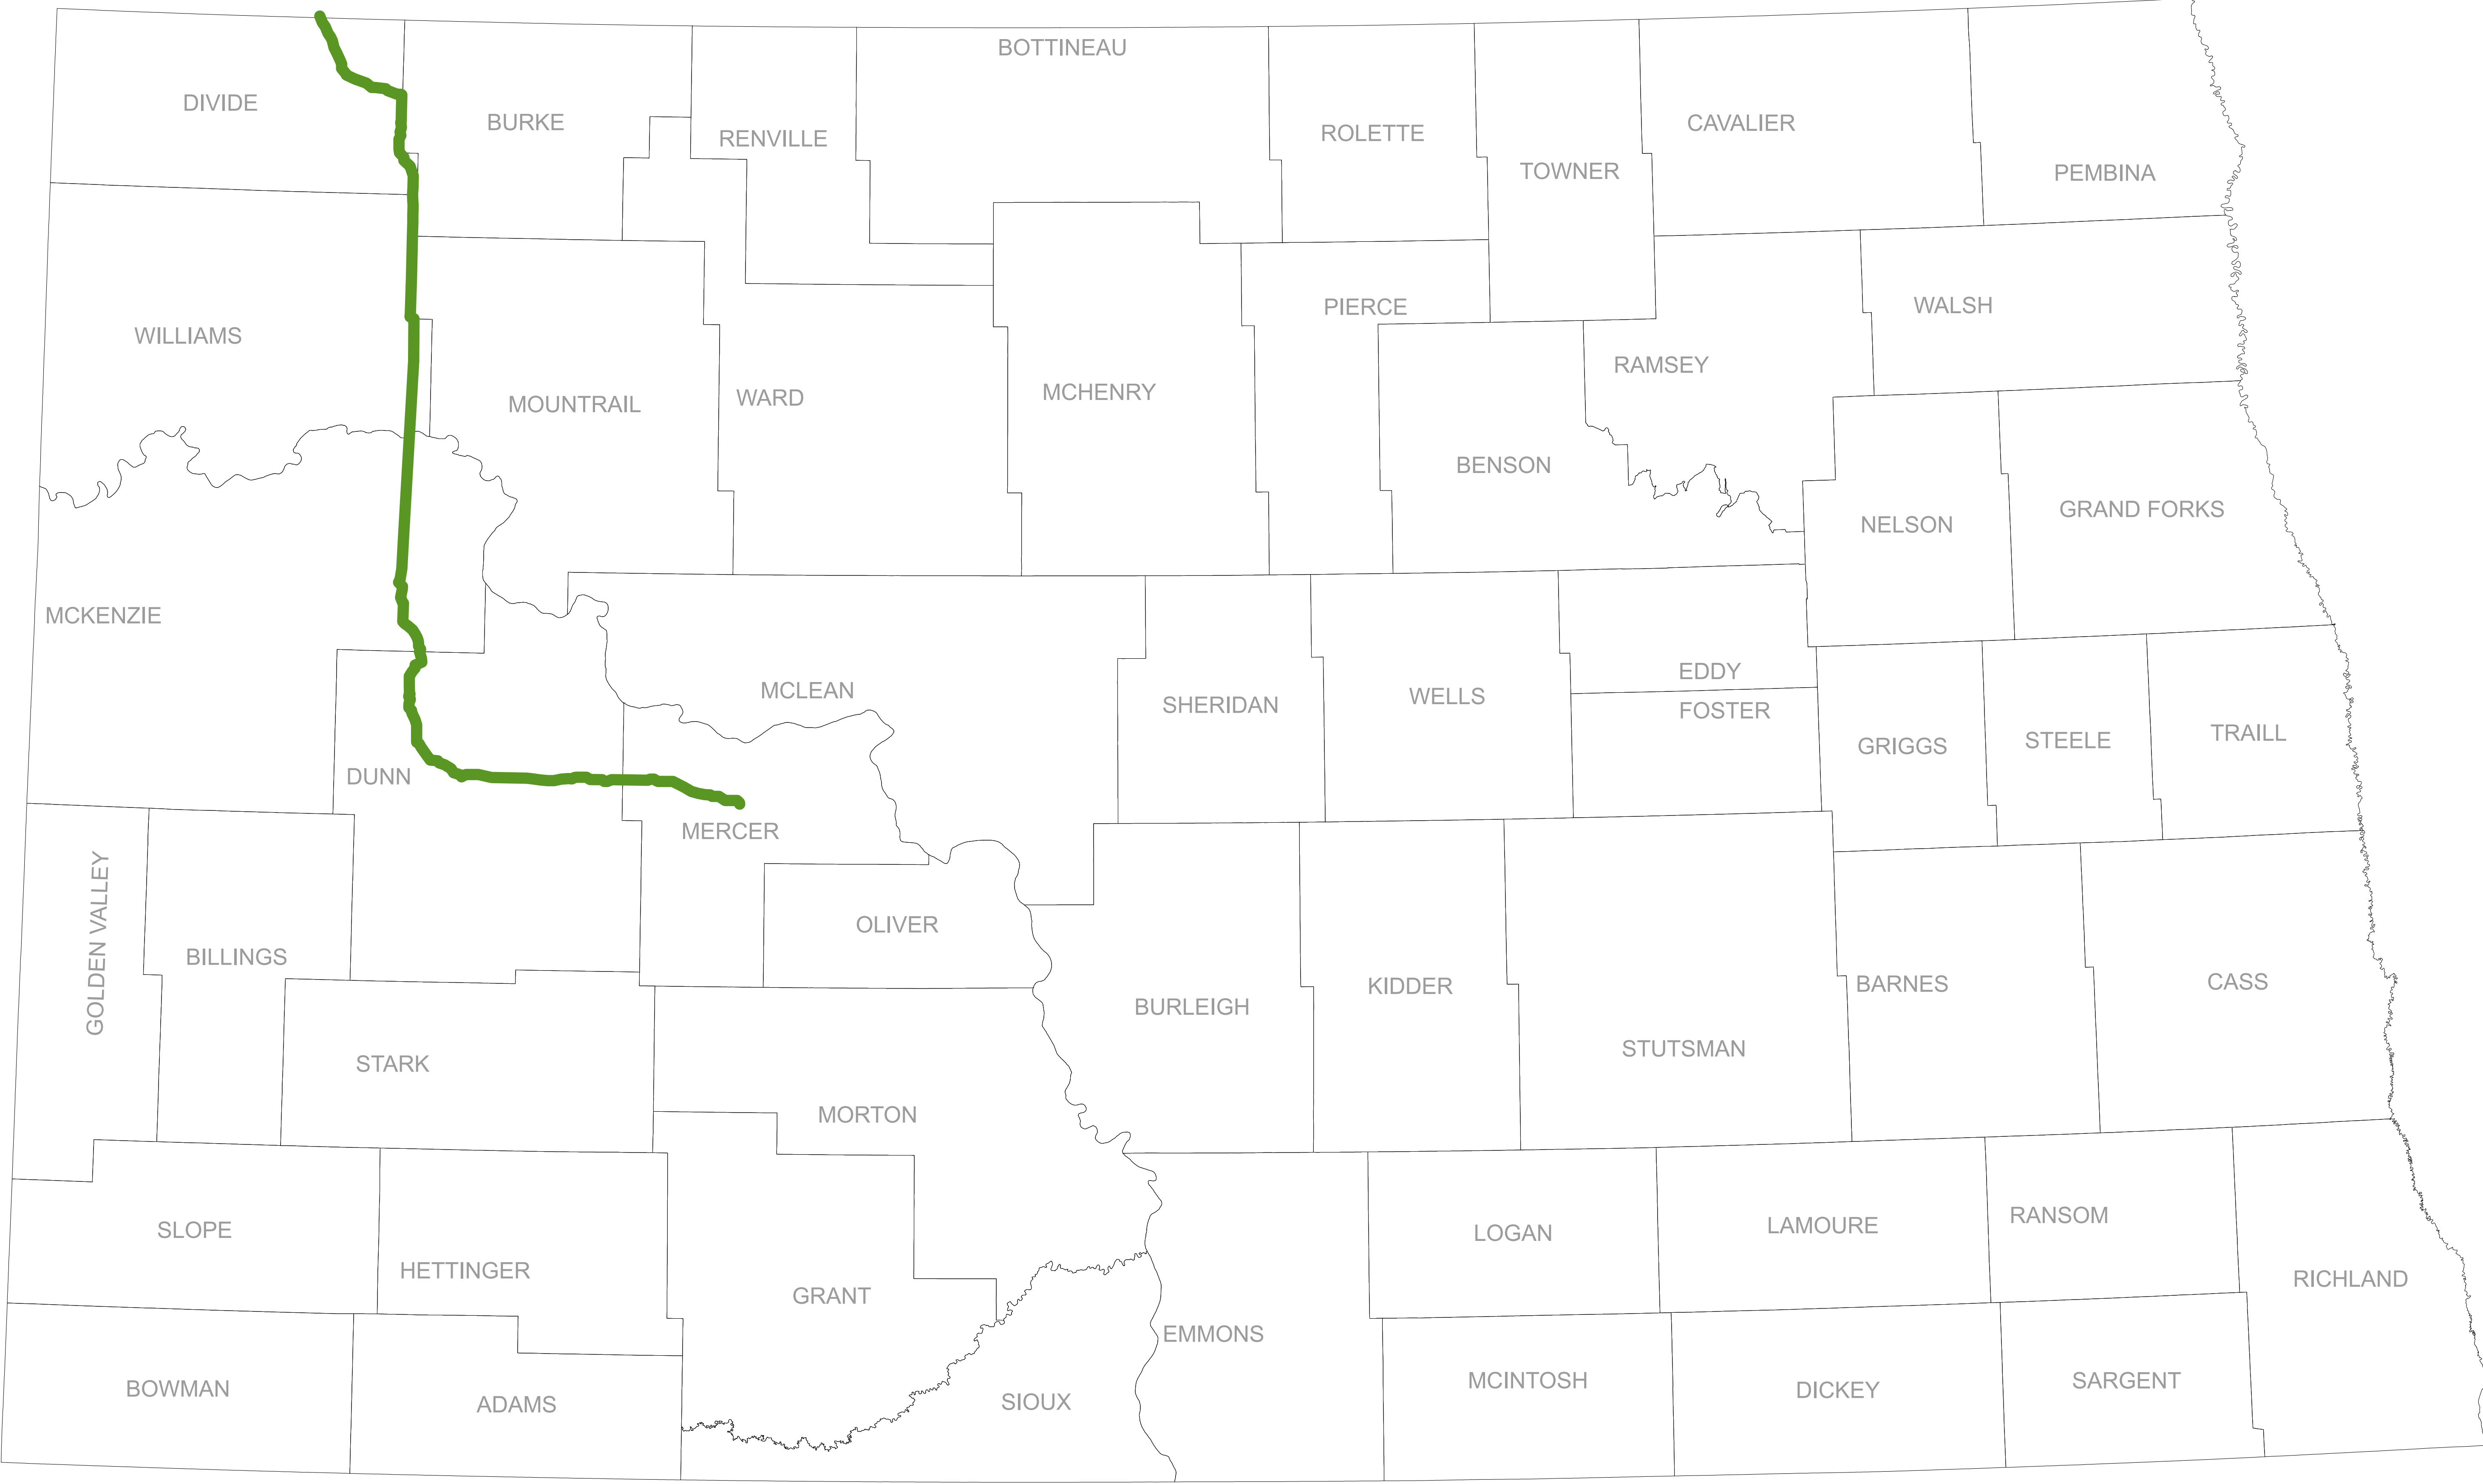 BOTTINEAU
DIVIDE
BURKE
RENVILLE
ROLETTE
CAVALIER
TOWNER
PEMBINA
WILLIAMS
PIERCE
WALSH
RAMSEY
MOUNTRAIL
WARD
MCHENRY
BENSON
NELSON
GRAND FORKS
MCKENZIE
MCLEAN
SHERIDAN
WELLS
EDDY
FOSTER
GRIGGS
STEELE
TRAILL
DUNN
MERCER
GOLDEN VALLEY
BILLINGS
OLIVER
BURLEIGH
KIDDER
BARNES
CASS
STARK
STUTSMAN
MORTON
SLOPE
HETTINGER
LOGAN
LAMOURE
RANSOM
RICHLAND
GRANT
EMMONS
BOWMAN
ADAMS
SIOUX
MCINTOSH
DICKEY
SARGENT